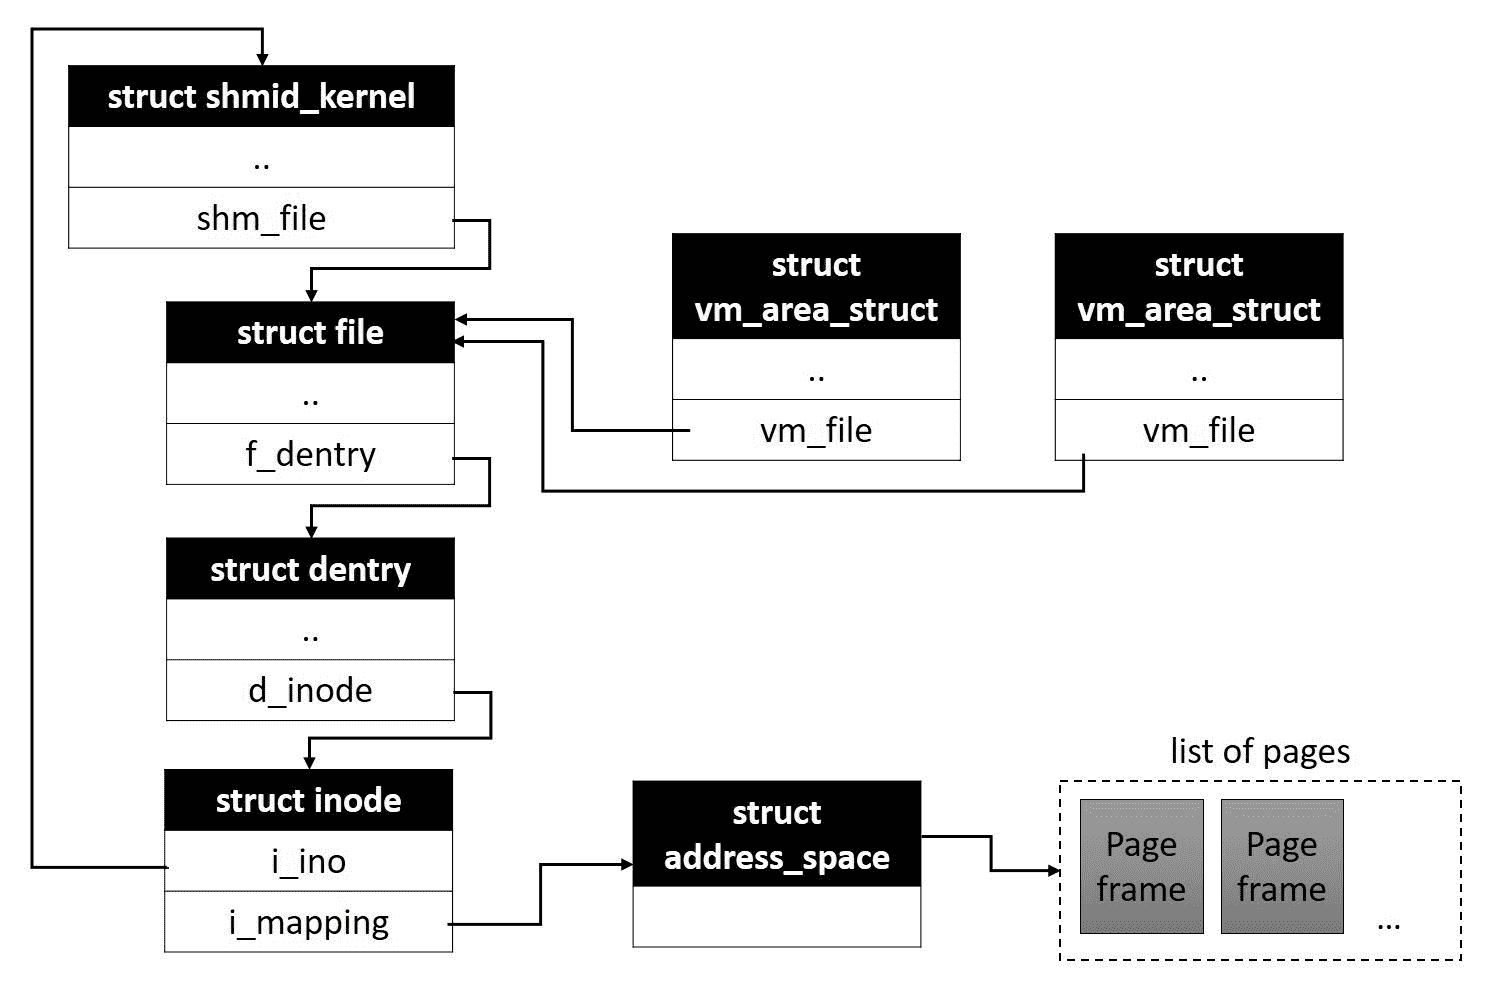 struct shmid_kernel
..
shm_file
struct file
..
f_dentry
struct
vm_area_struct
..
vm_file
struct
vm_area_struct
..
vm_file
struct dentry
..
d_inode
struct inode
i_ino
i_mapping
struct
address_space
list of pages
Page
frame
Page
frame
...